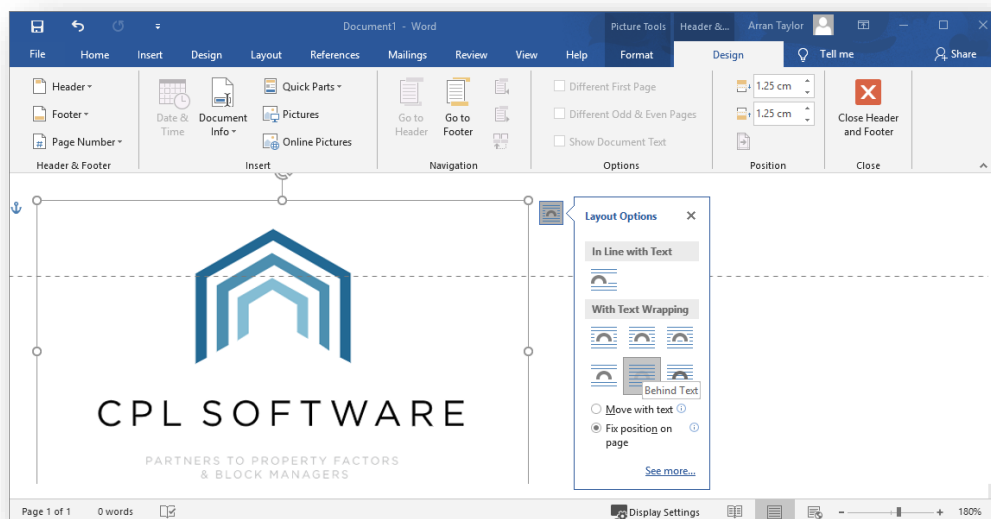 Document1 - Word
Picture Tools
Header &...
Arran Taylor
File
Home
Insert
Design
Layout
References
Mailings
Review
View
Help
Format
Design
Tell me
Share
Header
Footer
Page Number
Header & Footer
Date &
Time
Document
Info
Quick Parts
Pictures
Online Pictures
Insert
Go to
Header
Go to
Footer
Navigation
Different First Page
Different Odd & Even Pages
Show Document Text
Options
1.25 cm
1.25 cm
Position
Close Header
and Footer
Close
Layout Options
In Line with Text
With Text Wrapping
Behind Text
Move with text
Fix position on
page
See more...
CPL SOFTWARE
PARTNERS TO PROPERTY FACTORS
& BLOCK MANAGERS
Page 1 of 1
0 words
Display Settings
180%